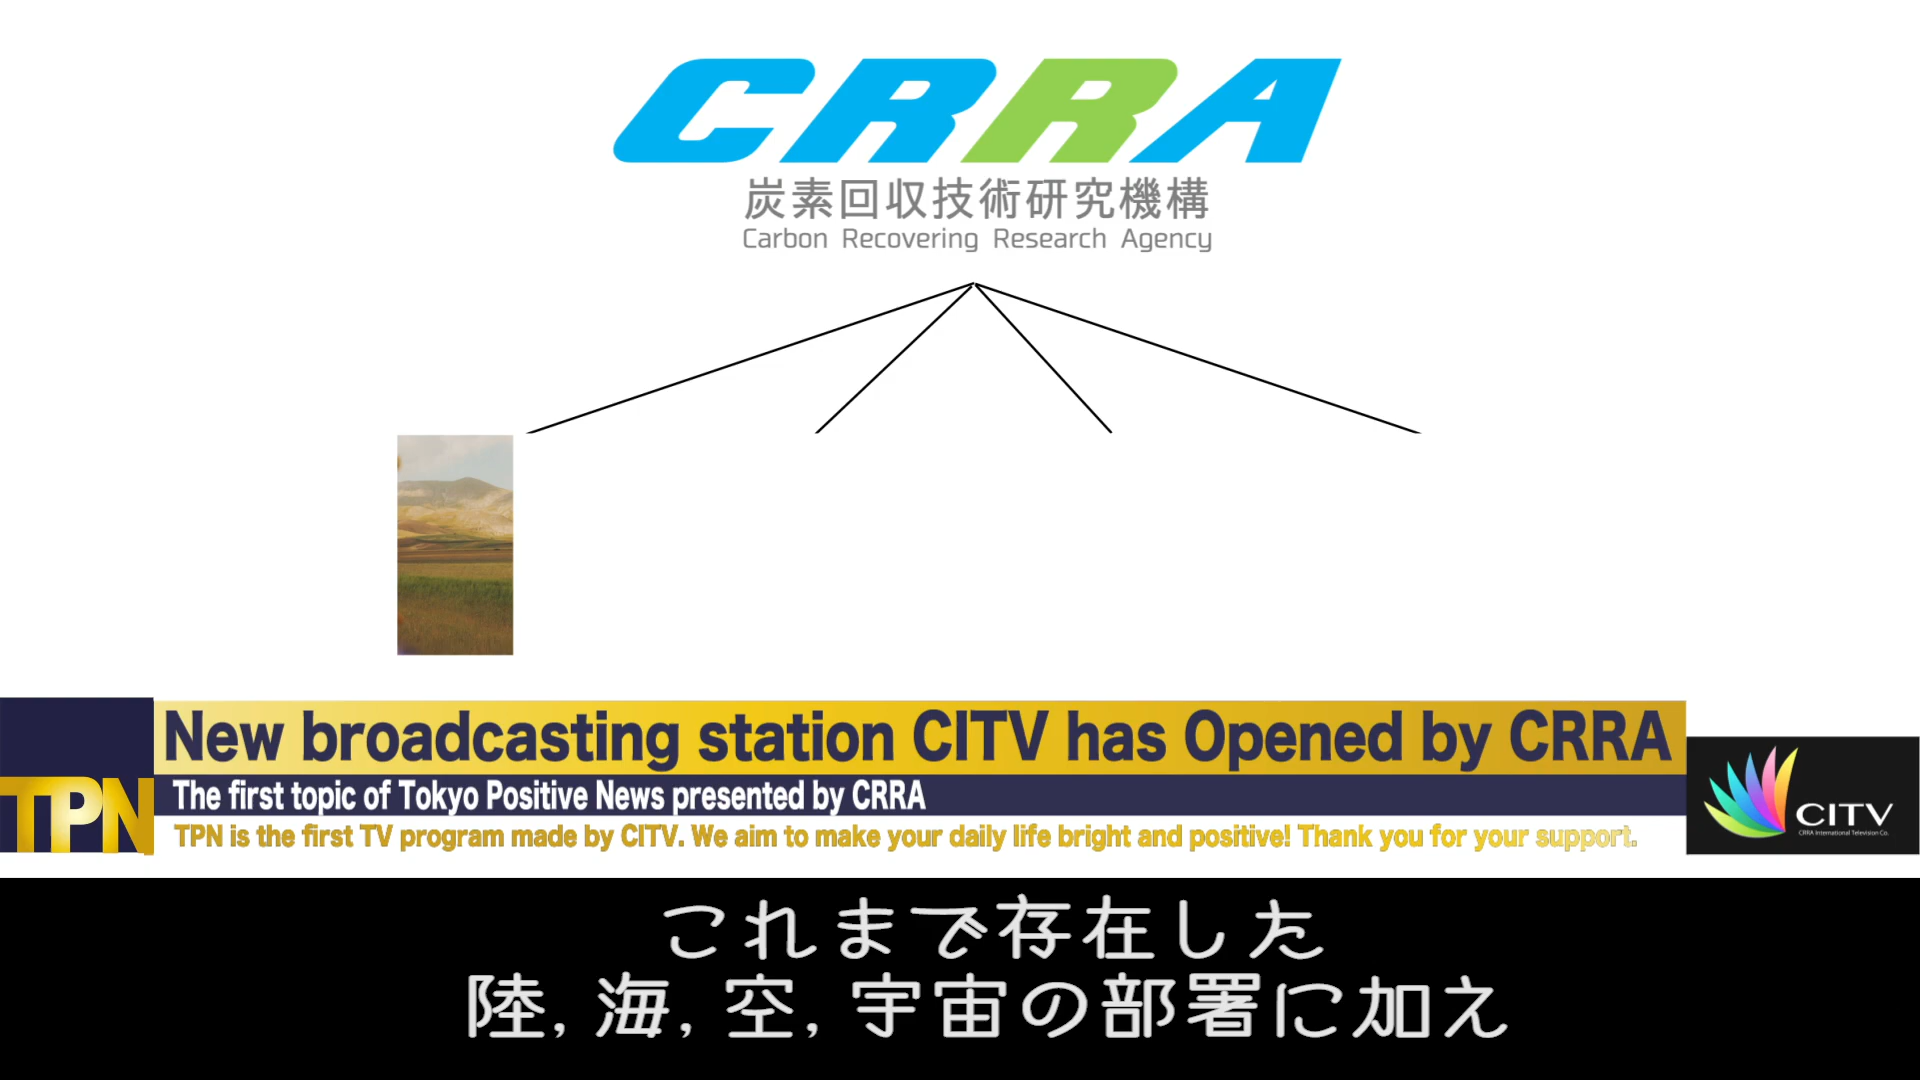 CRRA
炭素回収技術研究機構
Carbon Recovering Research Agency
New broadcasting station CITV has Opened by CRRA
The first topic of Tokyo Positive News presented by CRRA
TPN
TPN is the first TV program made by CITV. We aim to make your daily life bright and positive! Thank you for your support.
CITV
CRRA International Television Co.
これまで存在した
陸,海,空,宇宙の部署に加え